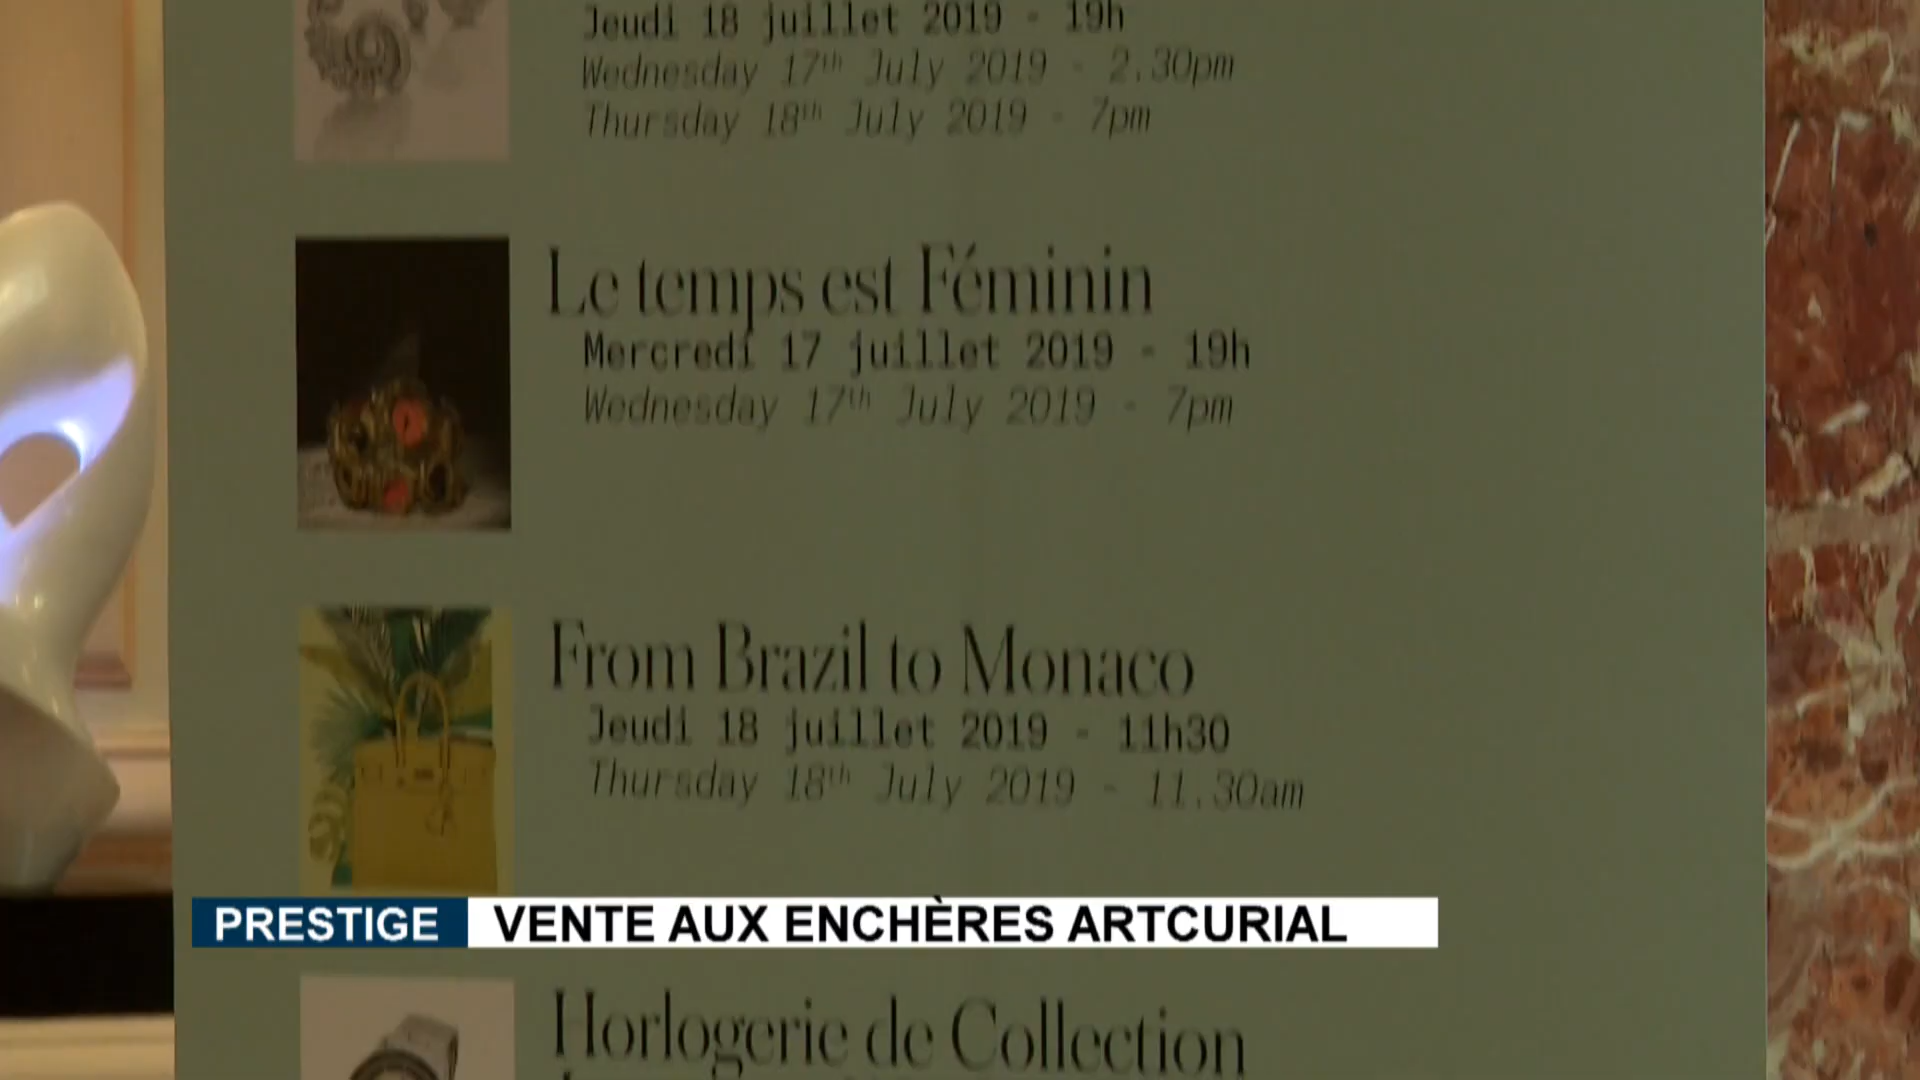 Jeudi 18 juillet 2019 - 19h
Wednesday 17th July 2019 - 2.30pm
Thursday 18th July 2019 - 7pm
Le temps est Féminin
Mercredi 17 juillet 2019 - 19h
Wednesday 17th July 2019 - 7pm
From Brazil to Monaco
Jeudi 18 juillet 2019 - 11h30
Thursday 18th July 2019 - 11.30am
PRESTIGE VENTE AUX ENCHÈRES ARTCURIAL
Horlogerie de Collection